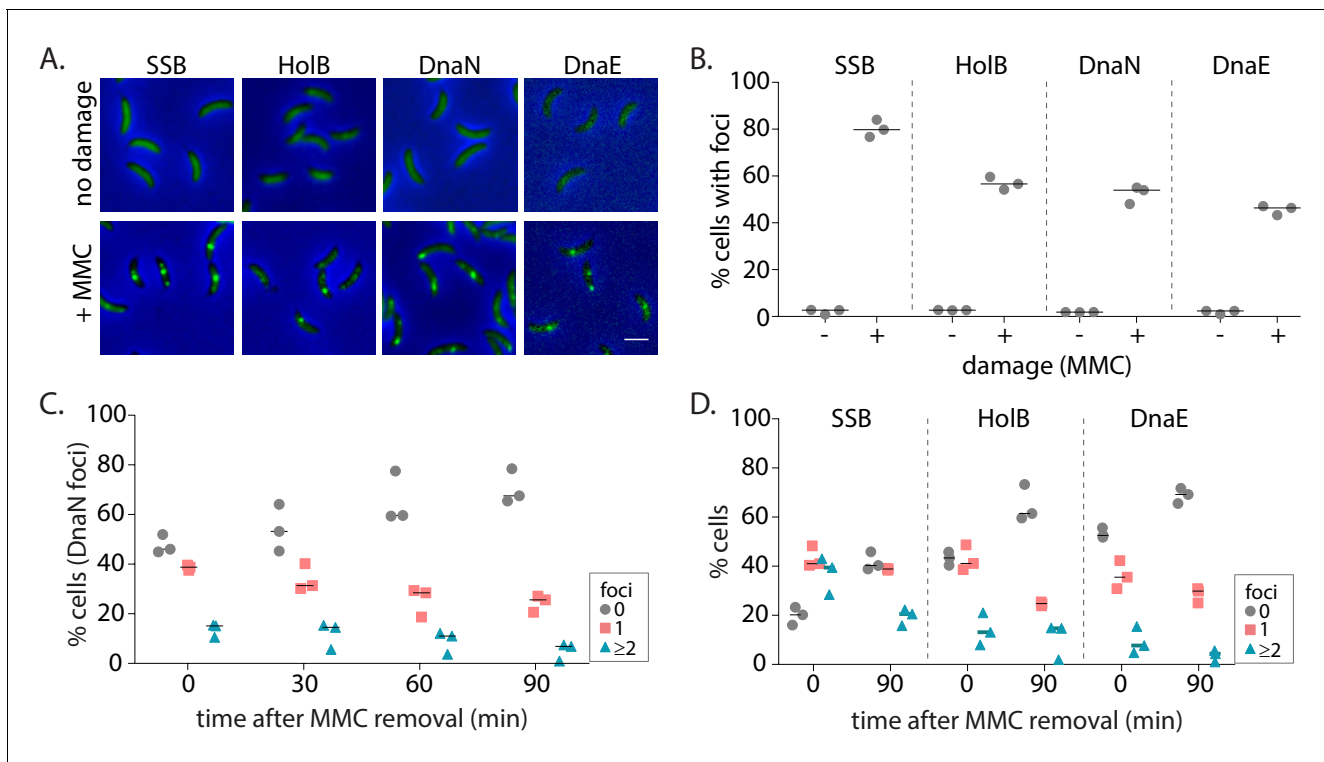 A.
SSB HolB DnaN DnaE
no damage
+ MMC
B.
SSB HolB DnaN DnaE
% cells with foci
100
80
60
40
20
0
- + - + - + - +
damage (MMC)
C.
% cells (DnaN foci)
100
80
60
40
20
0
0 30 60 90
time after MMC removal (min)
foci
0
1
≥2
D.
SSB HolB DnaE
% cells
100
80
60
40
20
0
0 90 0 90 0 90
time after MMC removal (min)
foci
0
1
≥2